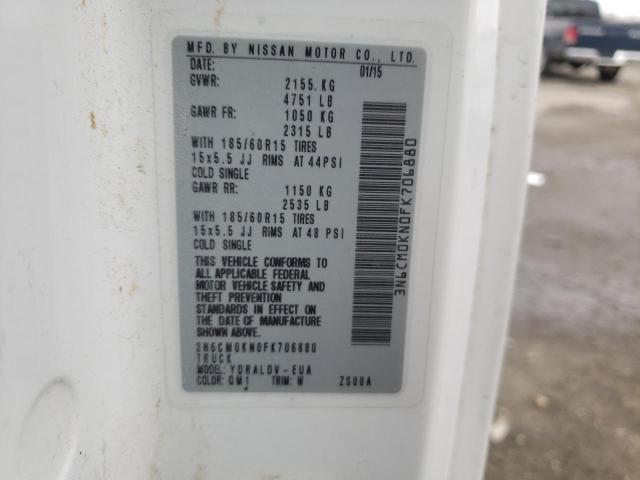 MFD. BY NISSAN MOTOR CO., LTD.
DATE: 01/15
GVWR: 2155 KG
4751 LB
GAWR FR: 1050 KG
2315 LB
WITH 185/60R15 TIRES
15x5.5 JJ RIMS AT 44PSI
COLD SINGLE
GAWR RR: 1150 KG
2535 LB
WITH 185/60R15 TIRES
15x5.5 JJ RIMS AT 48 PSI
COLD SINGLE
THIS VEHICLE CONFORMS TO
ALL APPLICABLE FEDERAL
MOTOR VEHICLE SAFETY AND
THEFT PREVENTION
STANDARDS IN EFFECT ON
THE DATE OF MANUFACTURE
SHOWN ABOVE.
3N6CM0KN0FK706880
TRUCK
MODEL: YDRALDV-EUA
COLOR: QM1 TRIM: W ZS00A
3N6CM0KN0FK706880